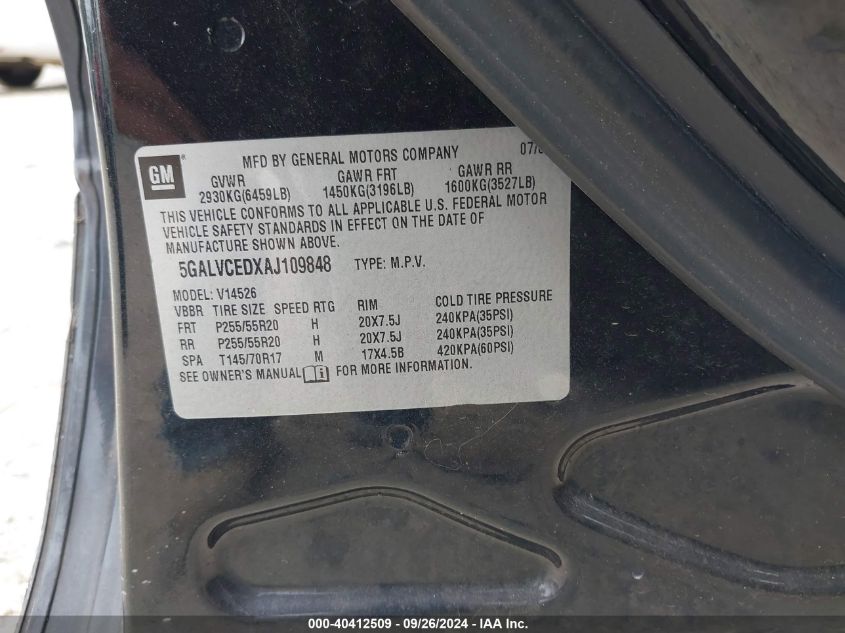 GM
MFD BY GENERAL MOTORS COMPANY
GVWR GAWR FRT GAWR RR
2930KG(6459LB) 1450KG(3196LB) 1600KG(3527LB)
THIS VEHICLE CONFORMS TO ALL APPLICABLE U.S. FEDERAL MOTOR
VEHICLE SAFETY STANDARDS IN EFFECT ON THE DATE OF
MANUFACTURE SHOWN ABOVE.
5GALVCEDXAJ109848 TYPE: M.P.V.
MODEL: V14526
VBBR TIRE SIZE SPEED RTG RIM COLD TIRE PRESSURE
FRT P255/55R20 H 20X7.5J 240KPA(35PSI)
RR P255/55R20 H 20X7.5J 240KPA(35PSI)
SPA T145/70R17 M 17X4.5B 420KPA(60PSI)
SEE OWNER'S MANUAL FOR MORE INFORMATION.
000-40412509 - 09/26/2024 - IAAI.com